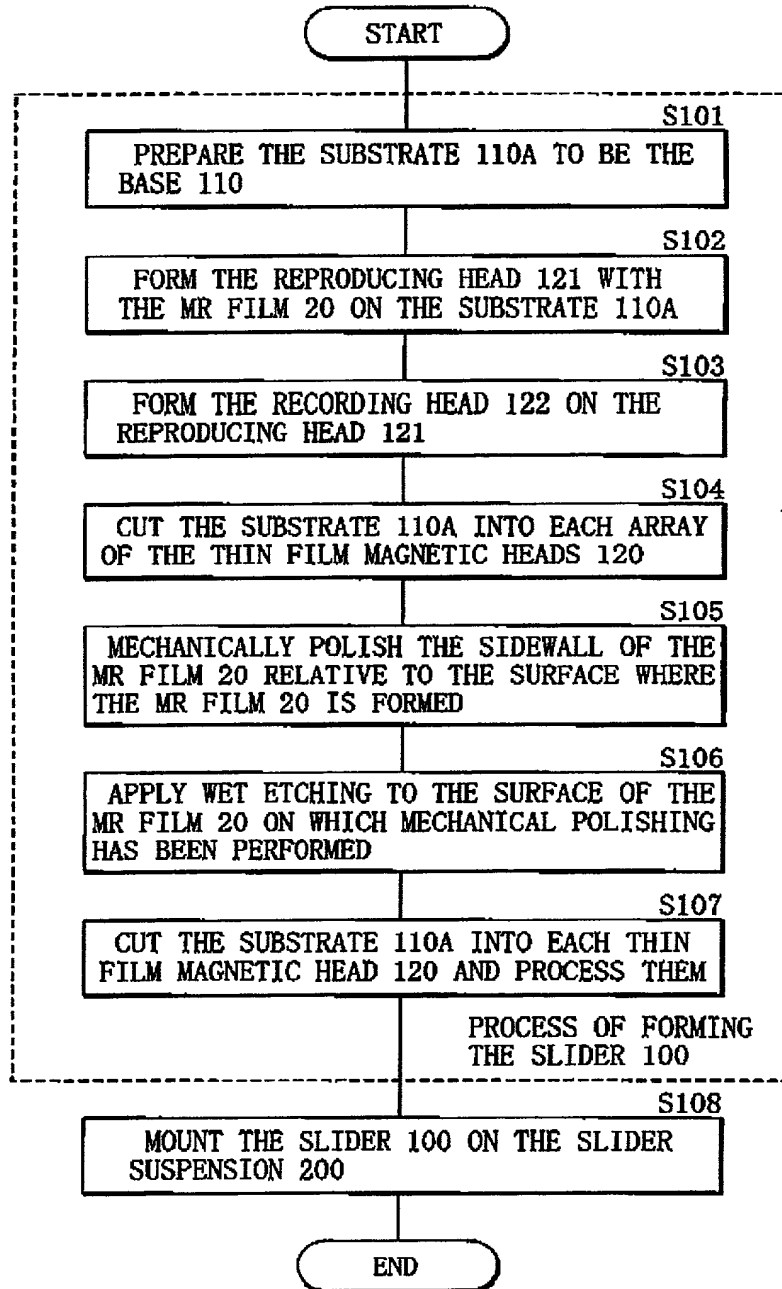 START
S101
PREPARE THE SUBSTRATE 110A TO BE THE
BASE 110
S102
FORM THE REPRODUCING HEAD 121 WITH
THE MR FILM 20 ON THE SUBSTRATE 110A
S103
FORM THE RECORDING HEAD 122 ON THE
REPRODUCING HEAD 121
S104
CUT THE SUBSTRATE 110A INTO EACH ARRAY
OF THE THIN FILM MAGNETIC HEADS 120
S105
MECHANICALLY POLISH THE SIDEWALL OF THE
MR FILM 20 RELATIVE TO THE SURFACE WHERE
THE MR FILM 20 IS FORMED
S106
APPLY WET ETCHING TO THE SURFACE OF THE
MR FILM 20 ON WHICH MECHANICAL POLISHING
HAS BEEN PERFORMED
S107
CUT THE SUBSTRATE 110A INTO EACH THIN
FILM MAGNETIC HEAD 120 AND PROCESS THEM
PROCESS OF FORMING
THE SLIDER 100
S108
MOUNT THE SLIDER 100 ON THE SLIDER
SUSPENSION 200
END